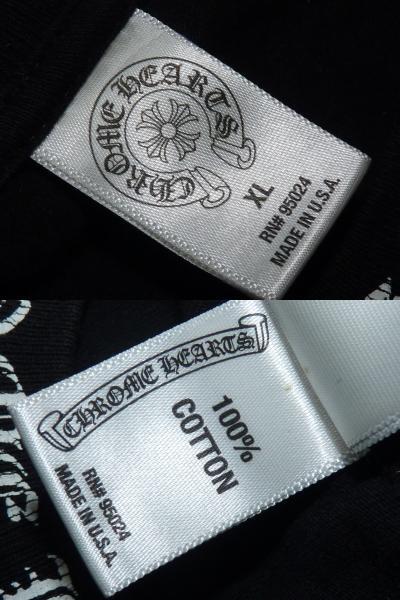 CHROME HEARTS
XL
RN# 95024
MADE IN U.S.A.
CHROME HEARTS
100%
COTTON
RN# 95024
MADE IN U.S.A.